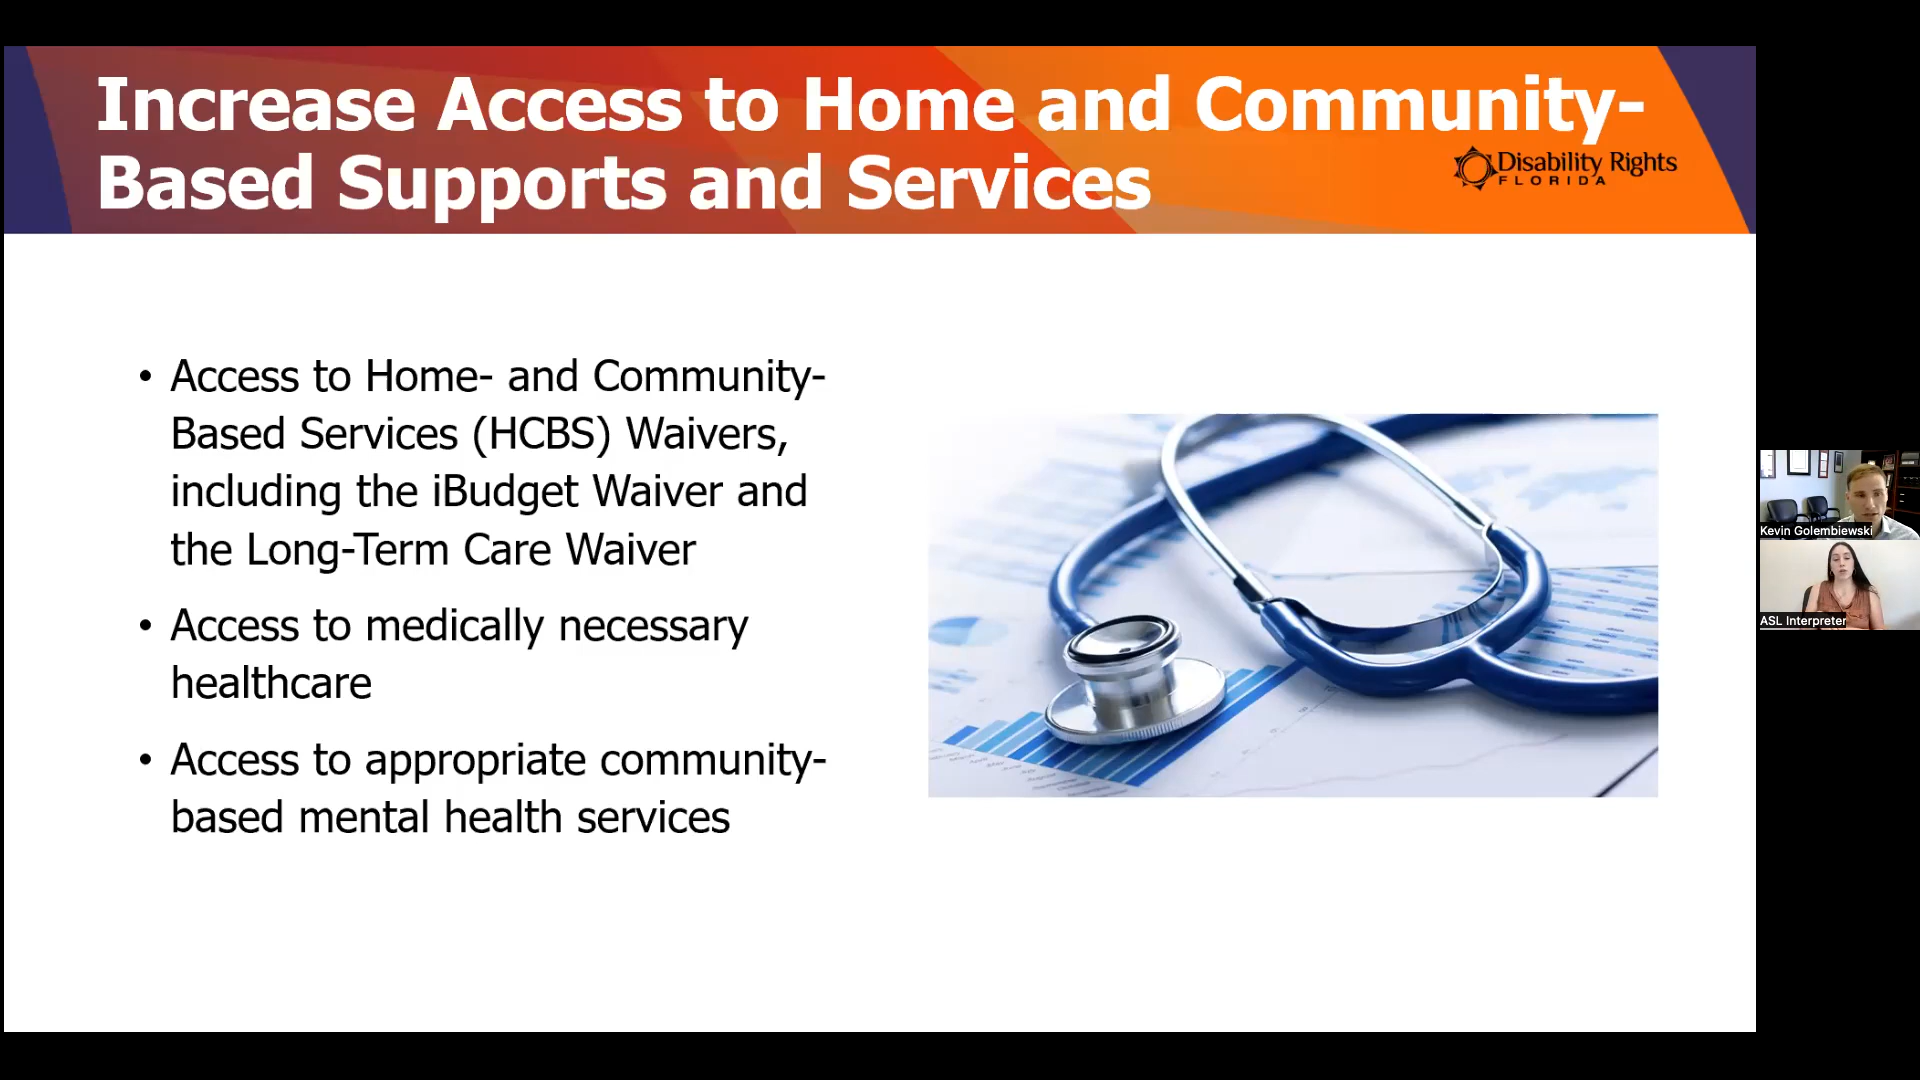 Increase Access to Home and Community-
Based Supports and Services
Disability Rights
FLORIDA
• Access to Home- and Community-
Based Services (HCBS) Waivers,
including the iBudget Waiver and
the Long-Term Care Waiver
• Access to medically necessary
healthcare
• Access to appropriate community-
based mental health services
Kevin Golembiewski
ASL Interpreter